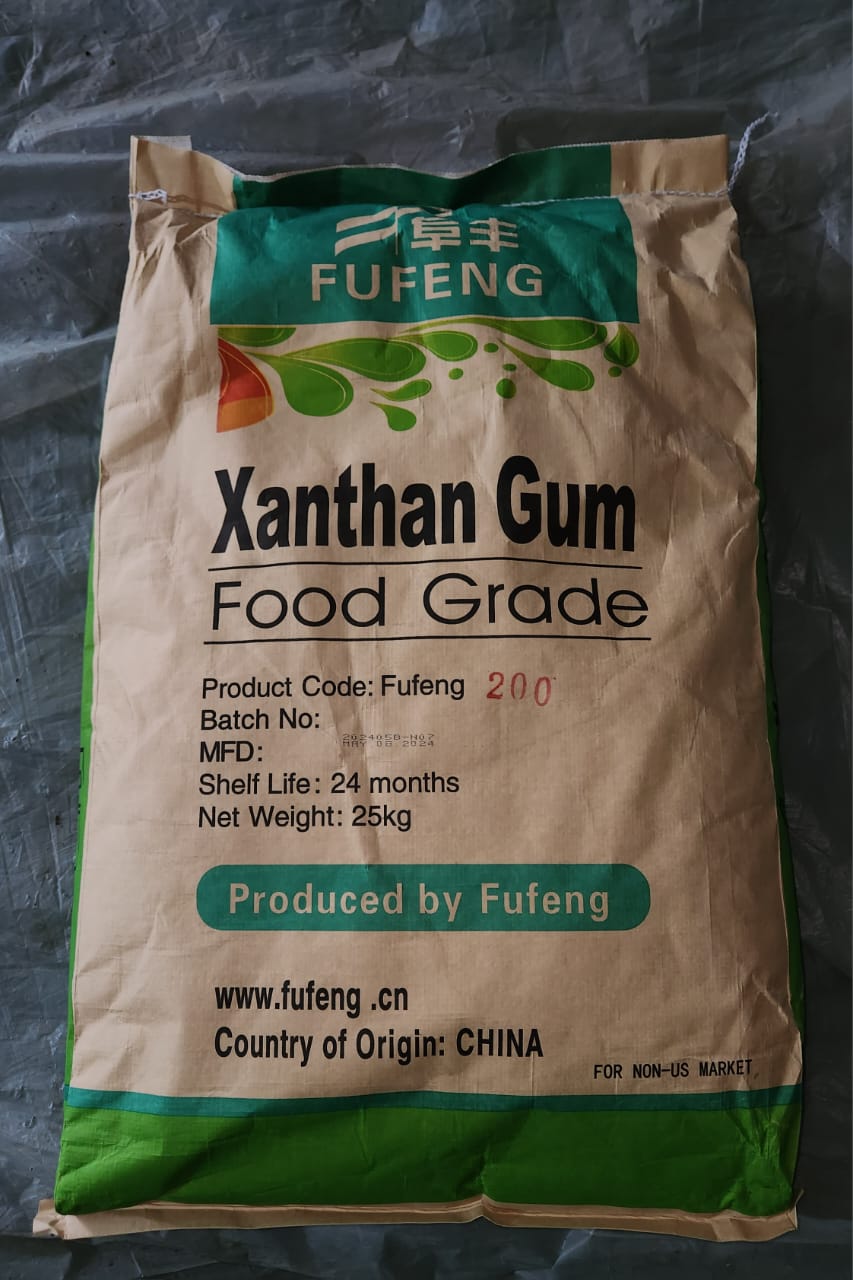 阜丰
FUFENG
Xanthan Gum
Food Grade
Product Code: Fufeng 200
Batch No:
202405B-N07
MFD: MAY 08 2024
Shelf Life: 24 months
Net Weight: 25kg
Produced by Fufeng
www.fufeng .cn
Country of Origin: CHINA
FOR NON-US MARKET